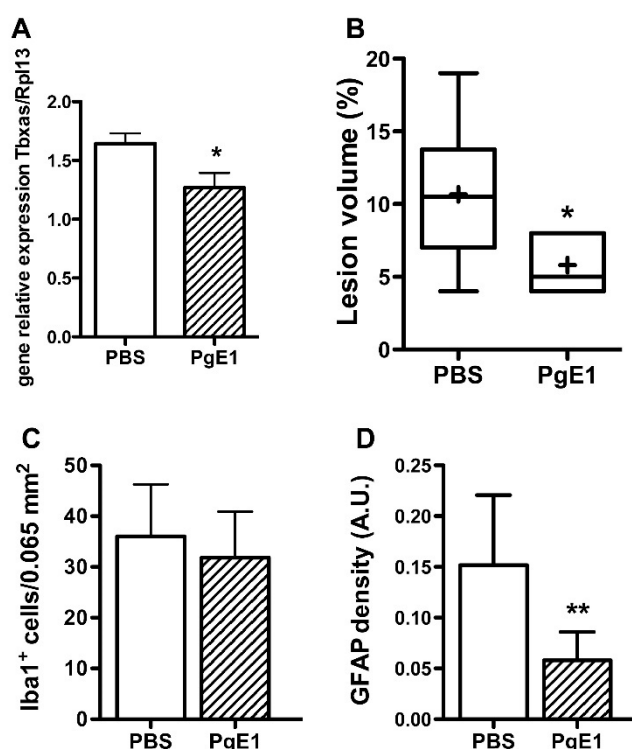 A
gene relative expression Tbxas/Rpl13
2.0
1.5
1.0
0.5
0.0
*
PBS
PgE1
B
Lesion volume (%)
20
15
10
5
0
*
PBS
PgE1
C
Iba1⁺ cells/0.065 mm²
50
40
30
20
10
0
PBS
PgE1
D
GFAP density (A.U.)
0.25
0.20
0.15
0.10
0.05
0.00
**
PBS
PgE1